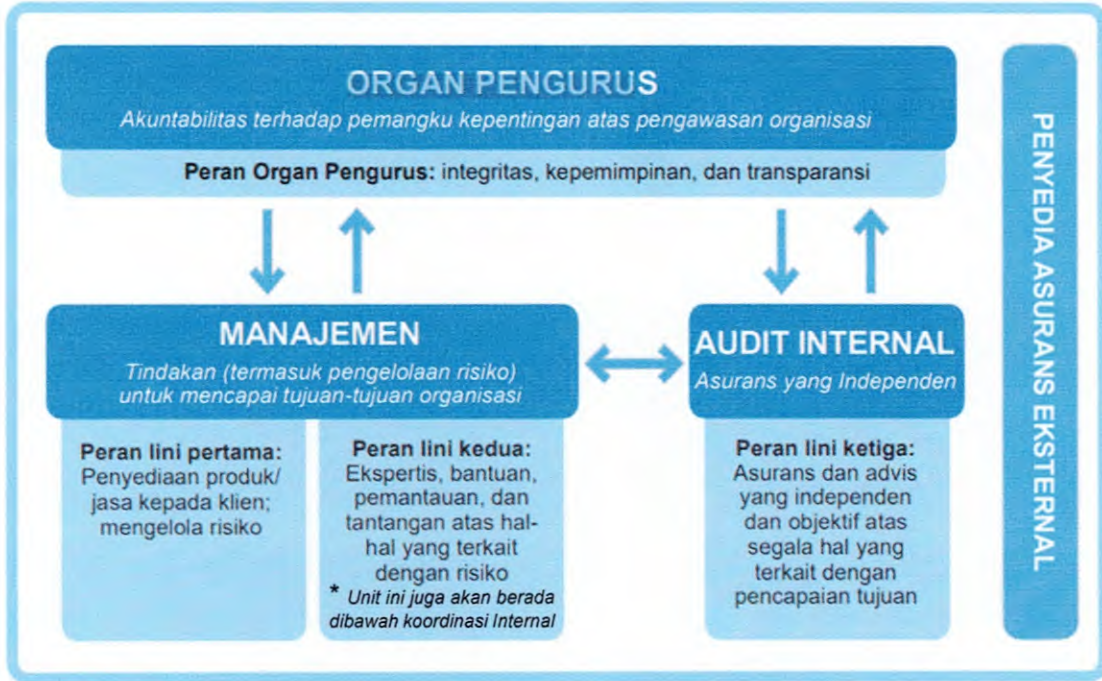 ORGAN PENGURUS
Akuntabilitas terhadap pemangku kepentingan atas pengawasan organisasi
Peran Organ Pengurus: integritas, kepemimpinan, dan transparansi
MANAJEMEN
Tindakan (termasuk pengelolaan risiko)
untuk mencapai tujuan-tujuan organisasi
Peran lini pertama:
Penyediaan produk/
jasa kepada klien;
mengelola risiko
Peran lini kedua:
Ekspertis, bantuan,
pemantauan, dan
tantangan atas hal-
hal yang terkait
dengan risiko
* Unit ini juga akan berada
dibawah koordinasi Internal
AUDIT INTERNAL
Asurans yang Independen
Peran lini ketiga:
Asurans dan advis
yang independen
dan objektif atas
segala hal yang
terkait dengan
pencapaian tujuan
PENYEDIA ASURANS EKSTERNAL